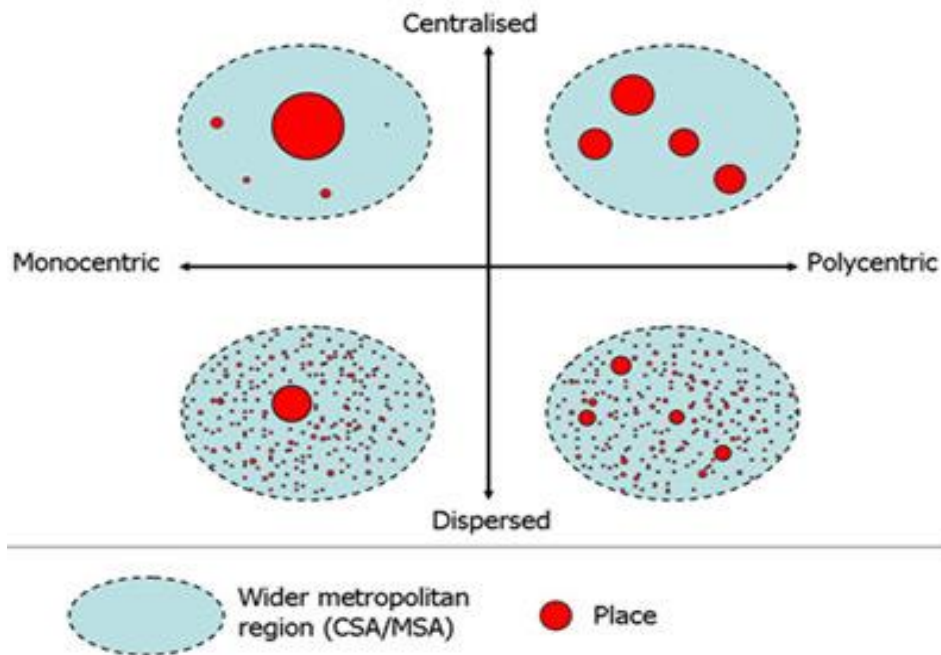 Centralised
Monocentric
Polycentric
Dispersed
Wider metropolitan
region (CSA/MSA)
Place